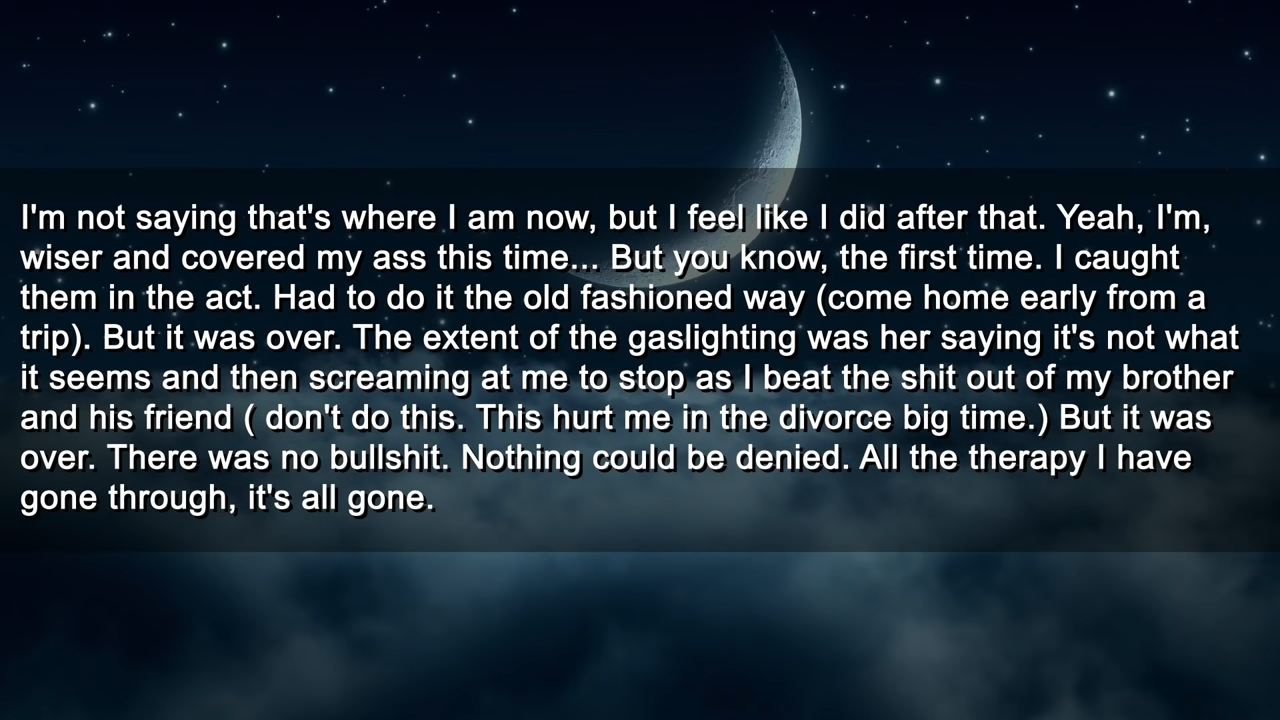 I'm not saying that's where I am now, but I feel like I did after that. Yeah, I'm,
wiser and covered my ass this time... But you know, the first time. I caught
them in the act. Had to do it the old fashioned way (come home early from a
trip). But it was over. The extent of the gaslighting was her saying it's not what
it seems and then screaming at me to stop as I beat the shit out of my brother
and his friend ( don't do this. This hurt me in the divorce big time.) But it was
over. There was no bullshit. Nothing could be denied. All the therapy I have
gone through, it's all gone.